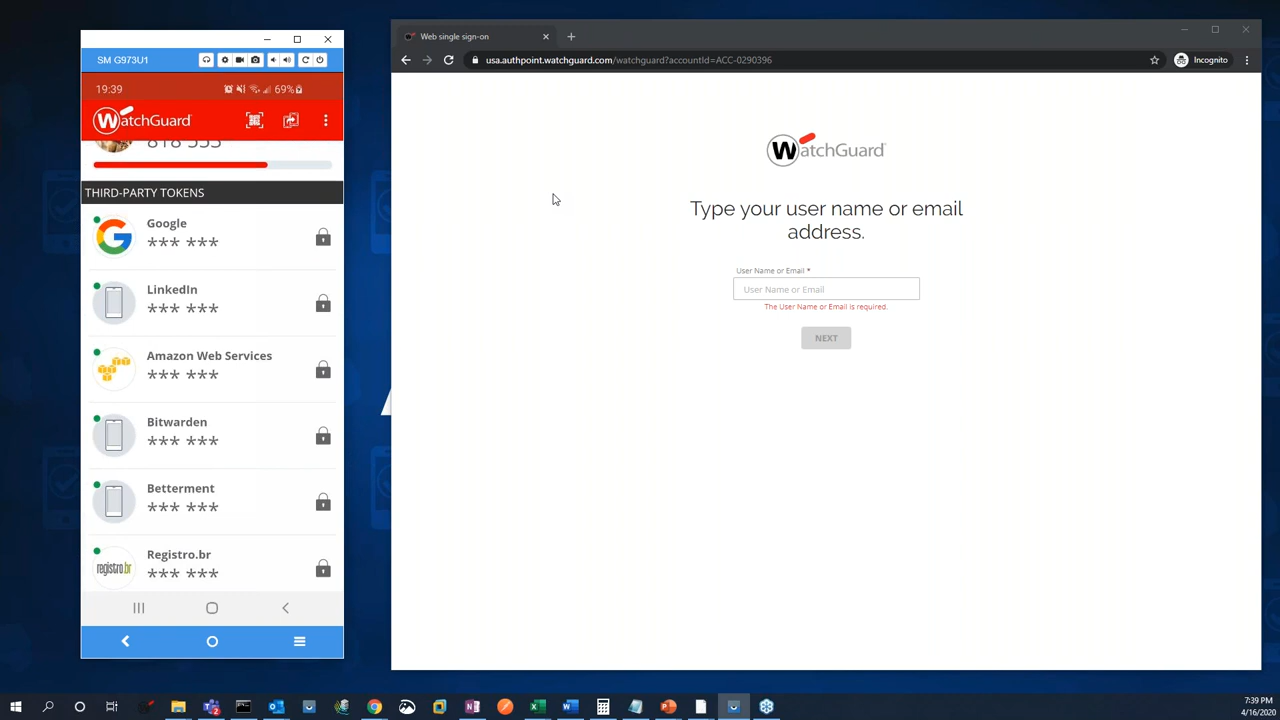 SM G973U1
19:39
69%
WatchGuard
THIRD-PARTY TOKENS
Google
*** ***
LinkedIn
*** ***
Amazon Web Services
*** ***
Bitwarden
*** ***
Betterment
*** ***
Registro.br
registro.br
*** ***
Web single sign-on
usa.authpoint.watchguard.com/watchguard?accountId=ACC-0290396
Incognito
WatchGuard
Type your user name or email
address.
User Name or Email *
User Name or Email
The User Name or Email is required.
NEXT
7:39 PM
4/16/2020